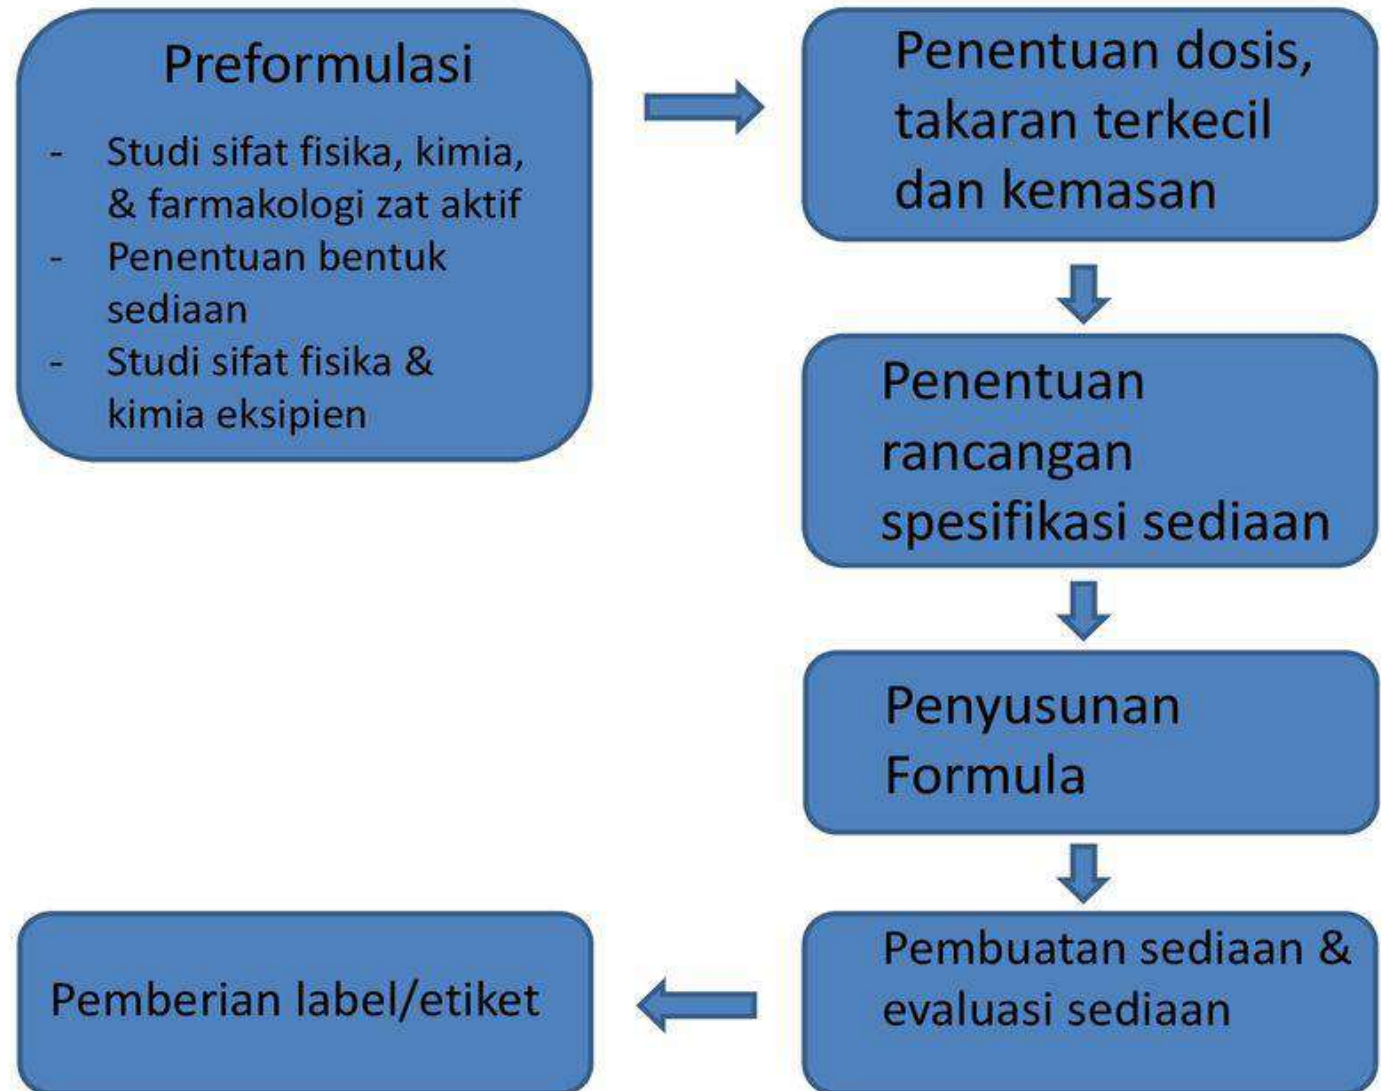 Preformulasi
- Studi sifat fisika, kimia,
& farmakologi zat aktif
- Penentuan bentuk
sediaan
- Studi sifat fisika &
kimia eksipien
Penentuan dosis,
takaran terkecil
dan kemasan
Penentuan
rancangan
spesifikasi sediaan
Penyusunan
Formula
Pembuatan sediaan &
evaluasi sediaan
Pemberian label/etiket